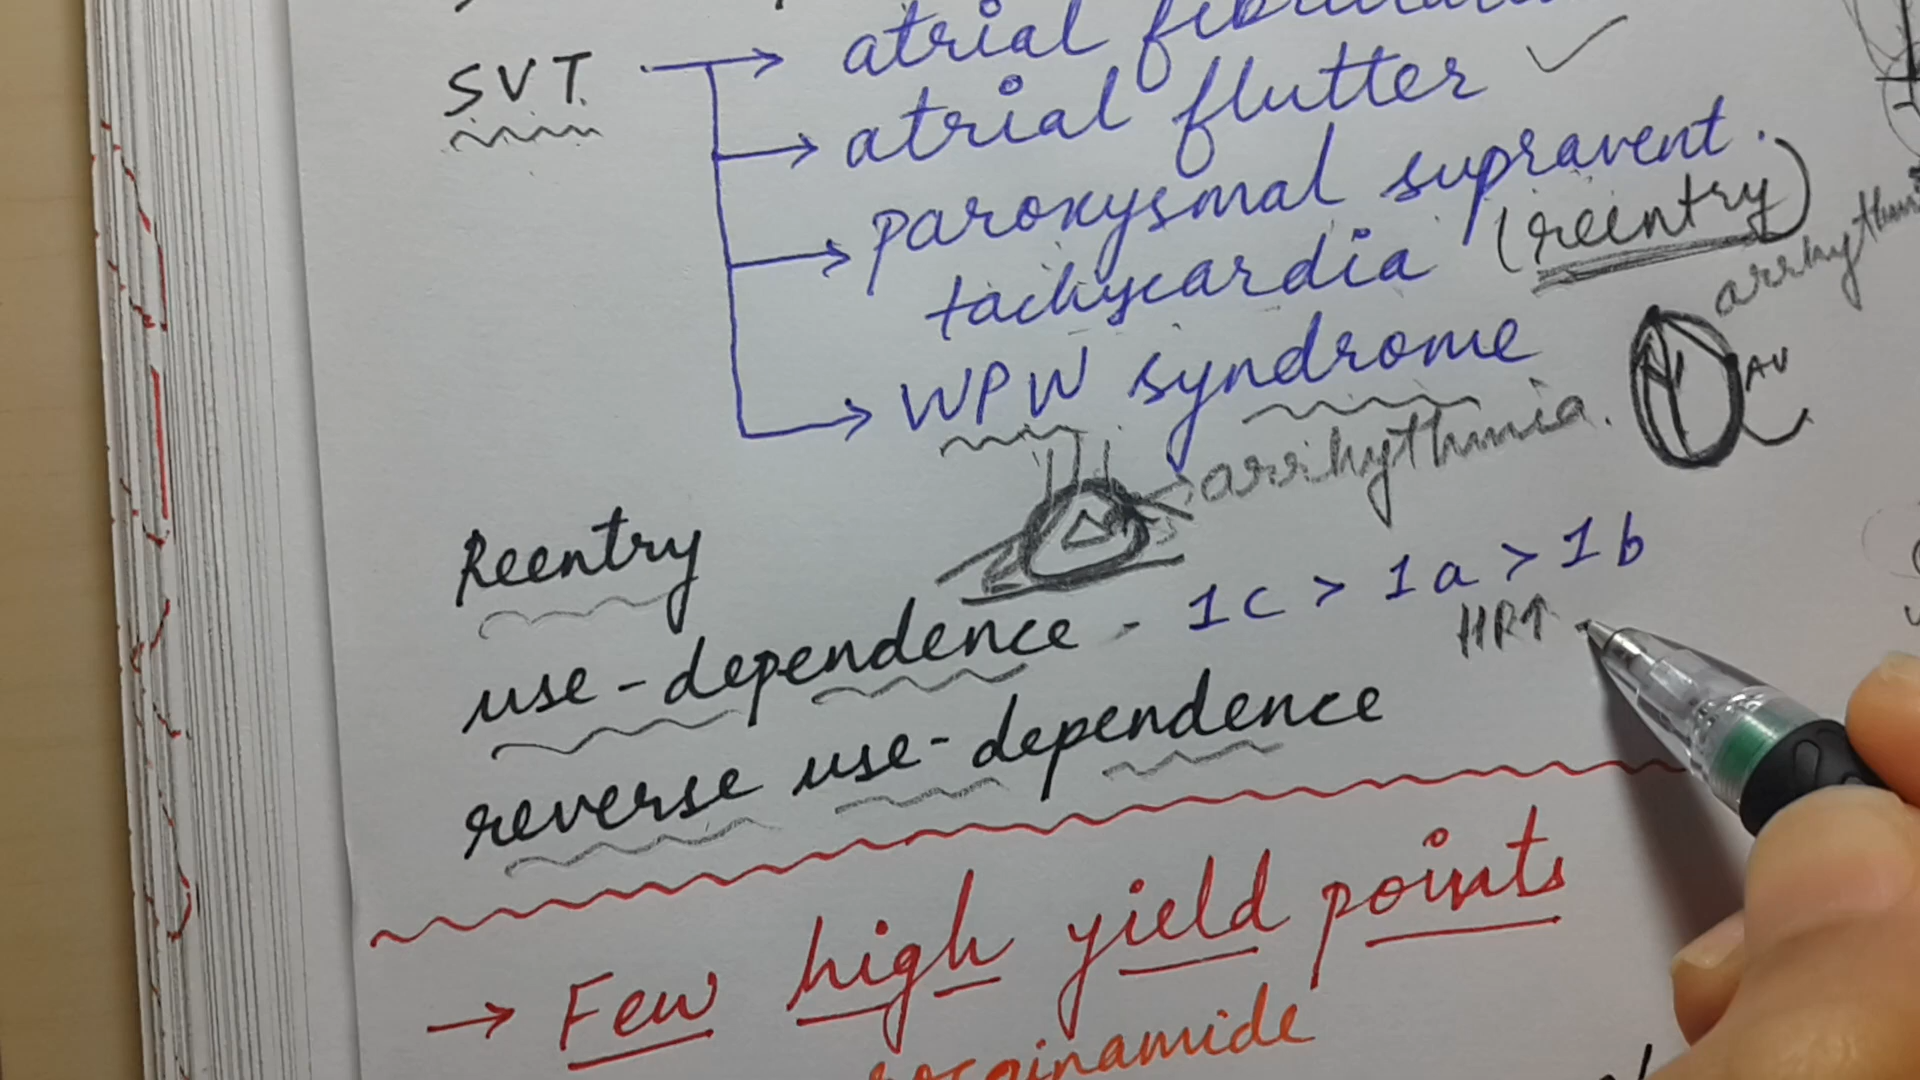 SVT. → atrial
→ atrial flutter ✓
→ paroxysmal supravent.
tachycardia (reentry)
→ WPW syndrome
arrhythmia.
AV
Reentry
use-dependence - 1c > 1a > 1b
HR↑
reverse use-dependence
→ Few high yield points